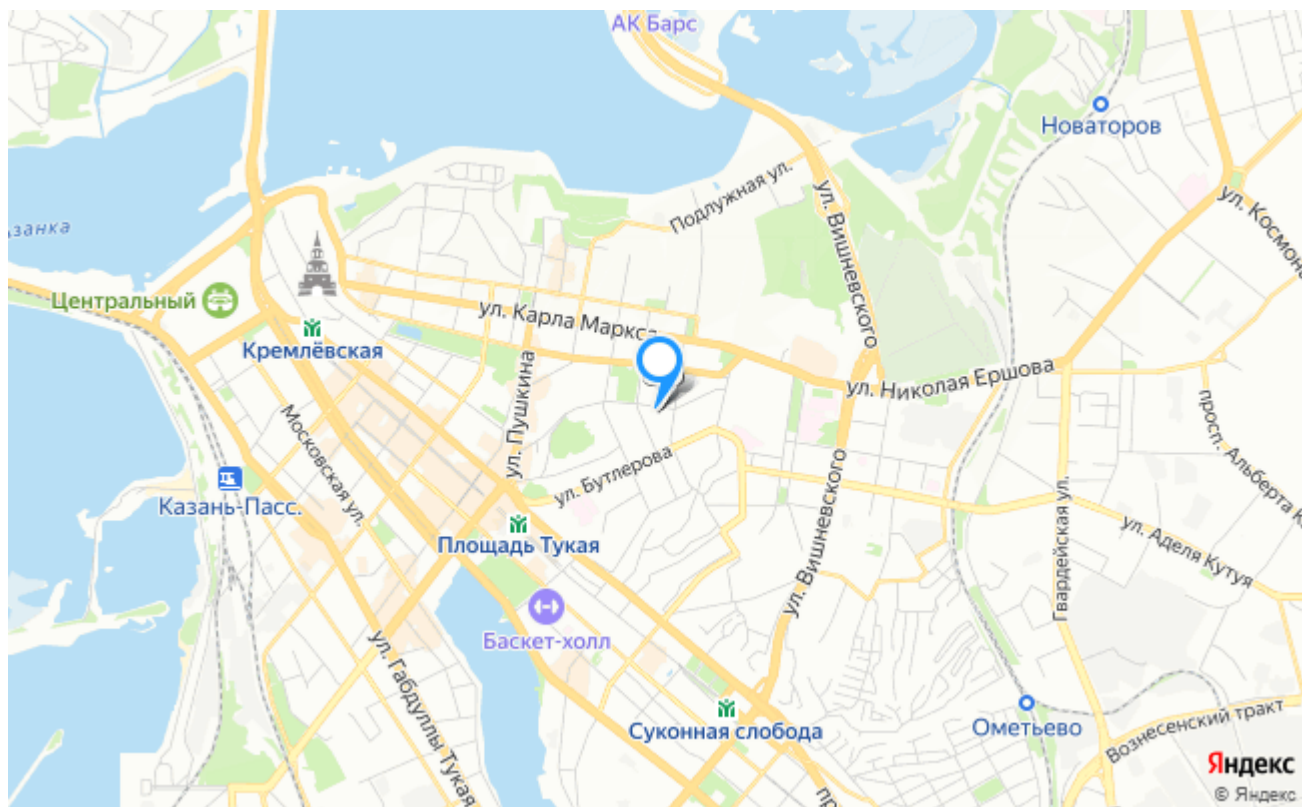 АК Барс
Новаторов
Подлужная ул.
ул. Вишневского
ул. Космона
азанка
Центральный
ул. Карла Маркса
Кремлёвская
ул. Пушкина
ул. Николая Ершова
Московская ул.
просп. Альберта К
ул. Бутлерова
Казань-Пасс.
Площадь Тукая
ул. Вишневского
Гвардейская ул.
ул. Аделя Кутуя
Баскет-холл
ул. Габдуллы Тукая
Суконная слобода
Ометьево
Вознесенский тракт
пр
Яндекс
© Яндекс